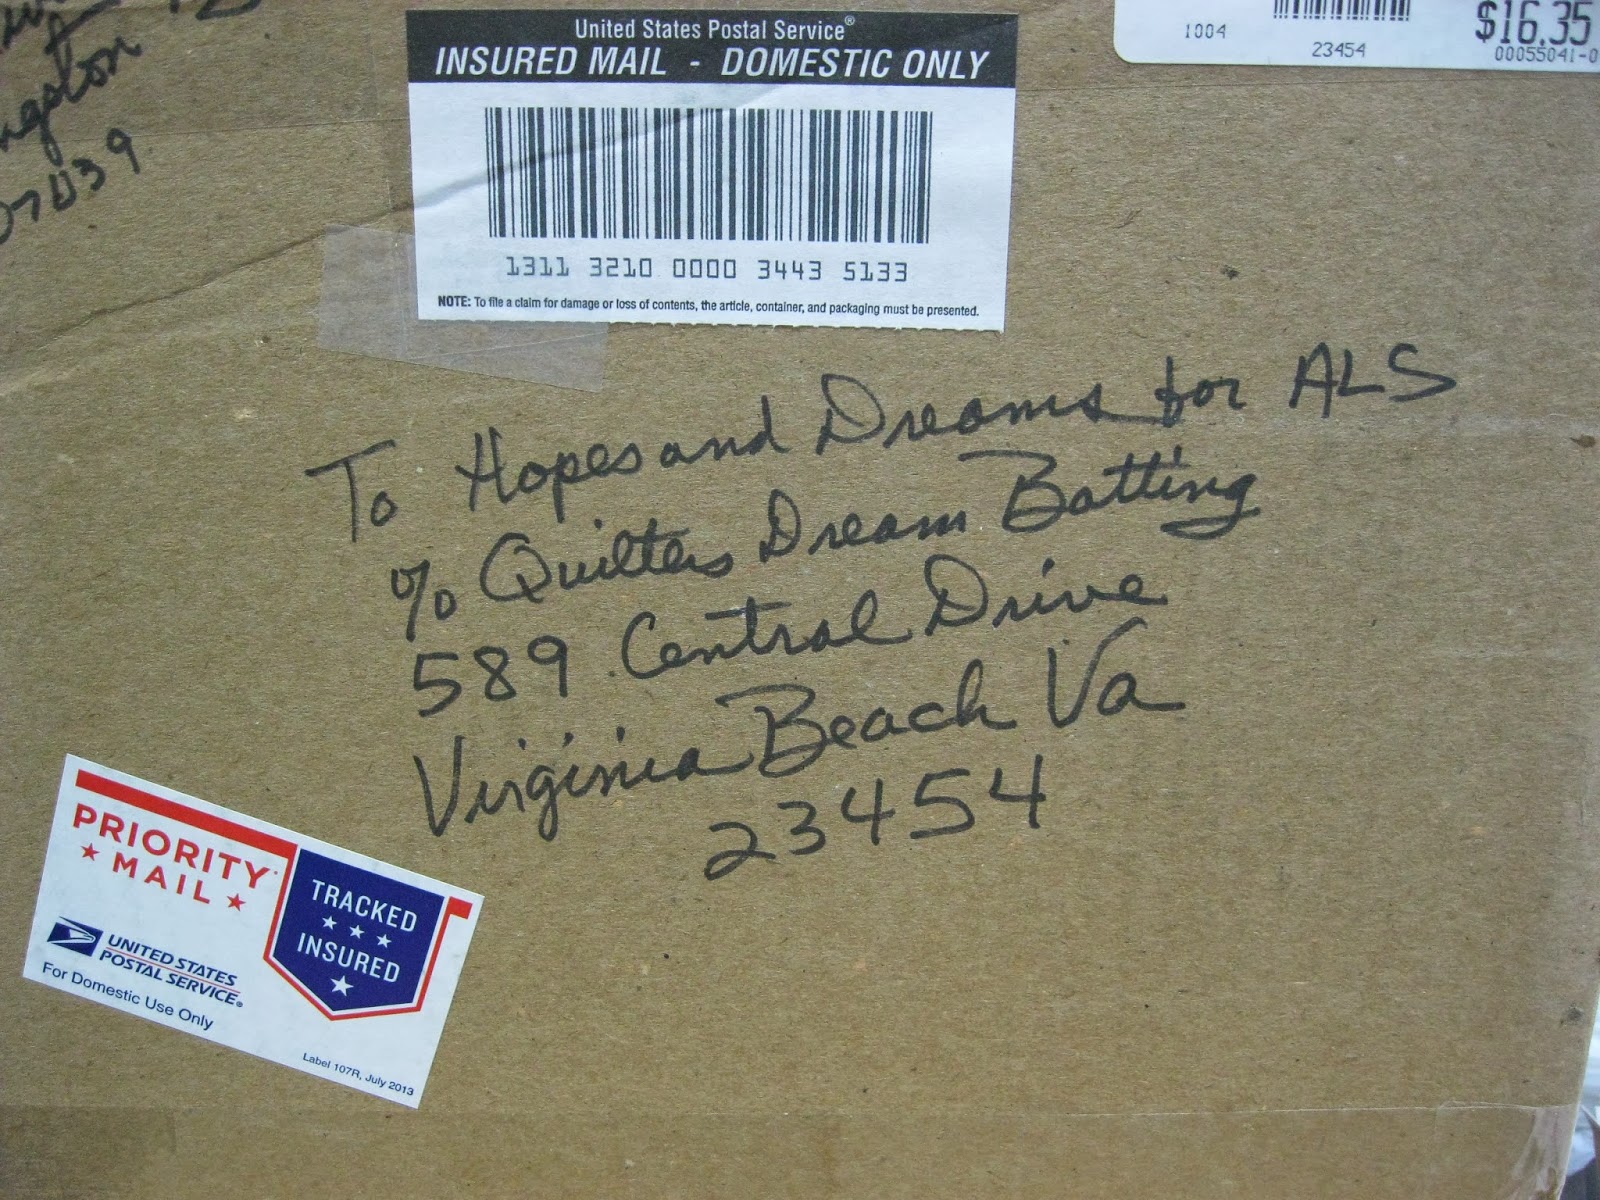 07439
United States Postal Service®
INSURED MAIL - DOMESTIC ONLY
1311 3210 0000 3443 5133
NOTE: To file a claim for damage or loss of contents, the article, container, and packaging must be presented.
1004
23454
$16.35
00055041-0
To Hopes and Dreams for ALS
% Quilters Dream Batting
589 Central Drive
Virginia Beach Va
23454
PRIORITY
★ MAIL ★
TRACKED
★ ★ ★
INSURED
★
UNITED STATES
POSTAL SERVICE®
For Domestic Use Only
Label 107R, July 2013